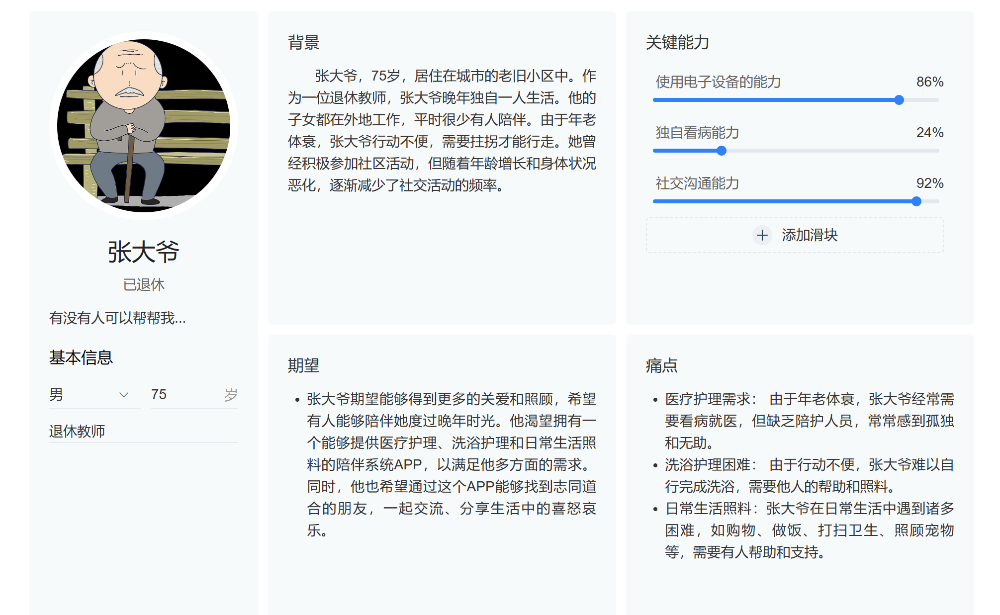 张大爷
已退休
有没有人可以帮帮我...
基本信息
男
75
岁
退休教师
背景
张大爷，75岁，居住在城市的老旧小区中。作
为一位退休教师，张大爷晚年独自一人生活。他的
子女都在外地工作，平时很少有人陪伴。由于年老
体衰，张大爷行动不便，需要拄拐才能行走。她曾
经积极参加社区活动，但随着年龄增长和身体状况
恶化，逐渐减少了社交活动的频率。
关键能力
使用电子设备的能力 86%
独自看病能力 24%
社交沟通能力 92%
添加滑块
期望
• 张大爷期望能够得到更多的关爱和照顾，希望
有人能够陪伴她度过晚年时光。他渴望拥有一
个能够提供医疗护理、洗浴护理和日常生活照
料的陪伴系统APP，以满足他多方面的需求。
同时，他也希望通过这个APP能够找到志同道
合的朋友，一起交流、分享生活中的喜怒哀
乐。
痛点
• 医疗护理需求： 由于年老体衰，张大爷经常需
要看病就医，但缺乏陪护人员，常常感到孤独
和无助。
• 洗浴护理困难： 由于行动不便，张大爷难以自
行完成洗浴，需要他人的帮助和照料。
• 日常生活照料：张大爷在日常生活中遇到诸多
困难，如购物、做饭、打扫卫生、照顾宠物
等，需要有人帮助和支持。